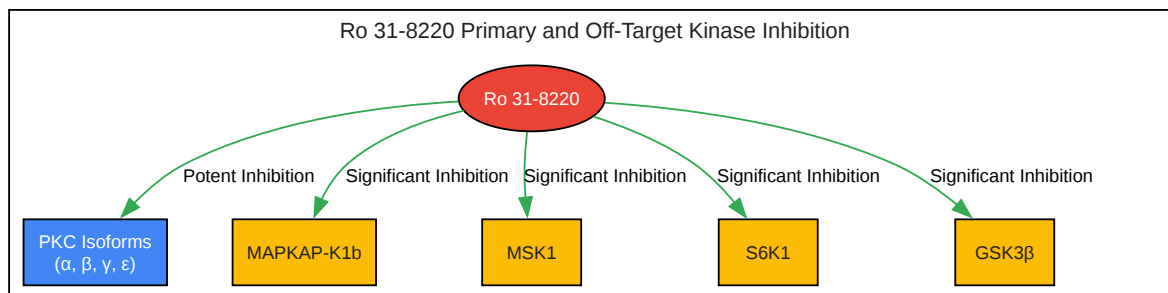 Ro 31-8220 Primary and Off-Target Kinase Inhibition
Ro 31-8220
Potent Inhibition
Significant Inhibition
Significant Inhibition
Significant Inhibition
Significant Inhibition
PKC Isoforms
(α, β, γ, ε)
MAPKAP-K1b
MSK1
S6K1
GSK3β